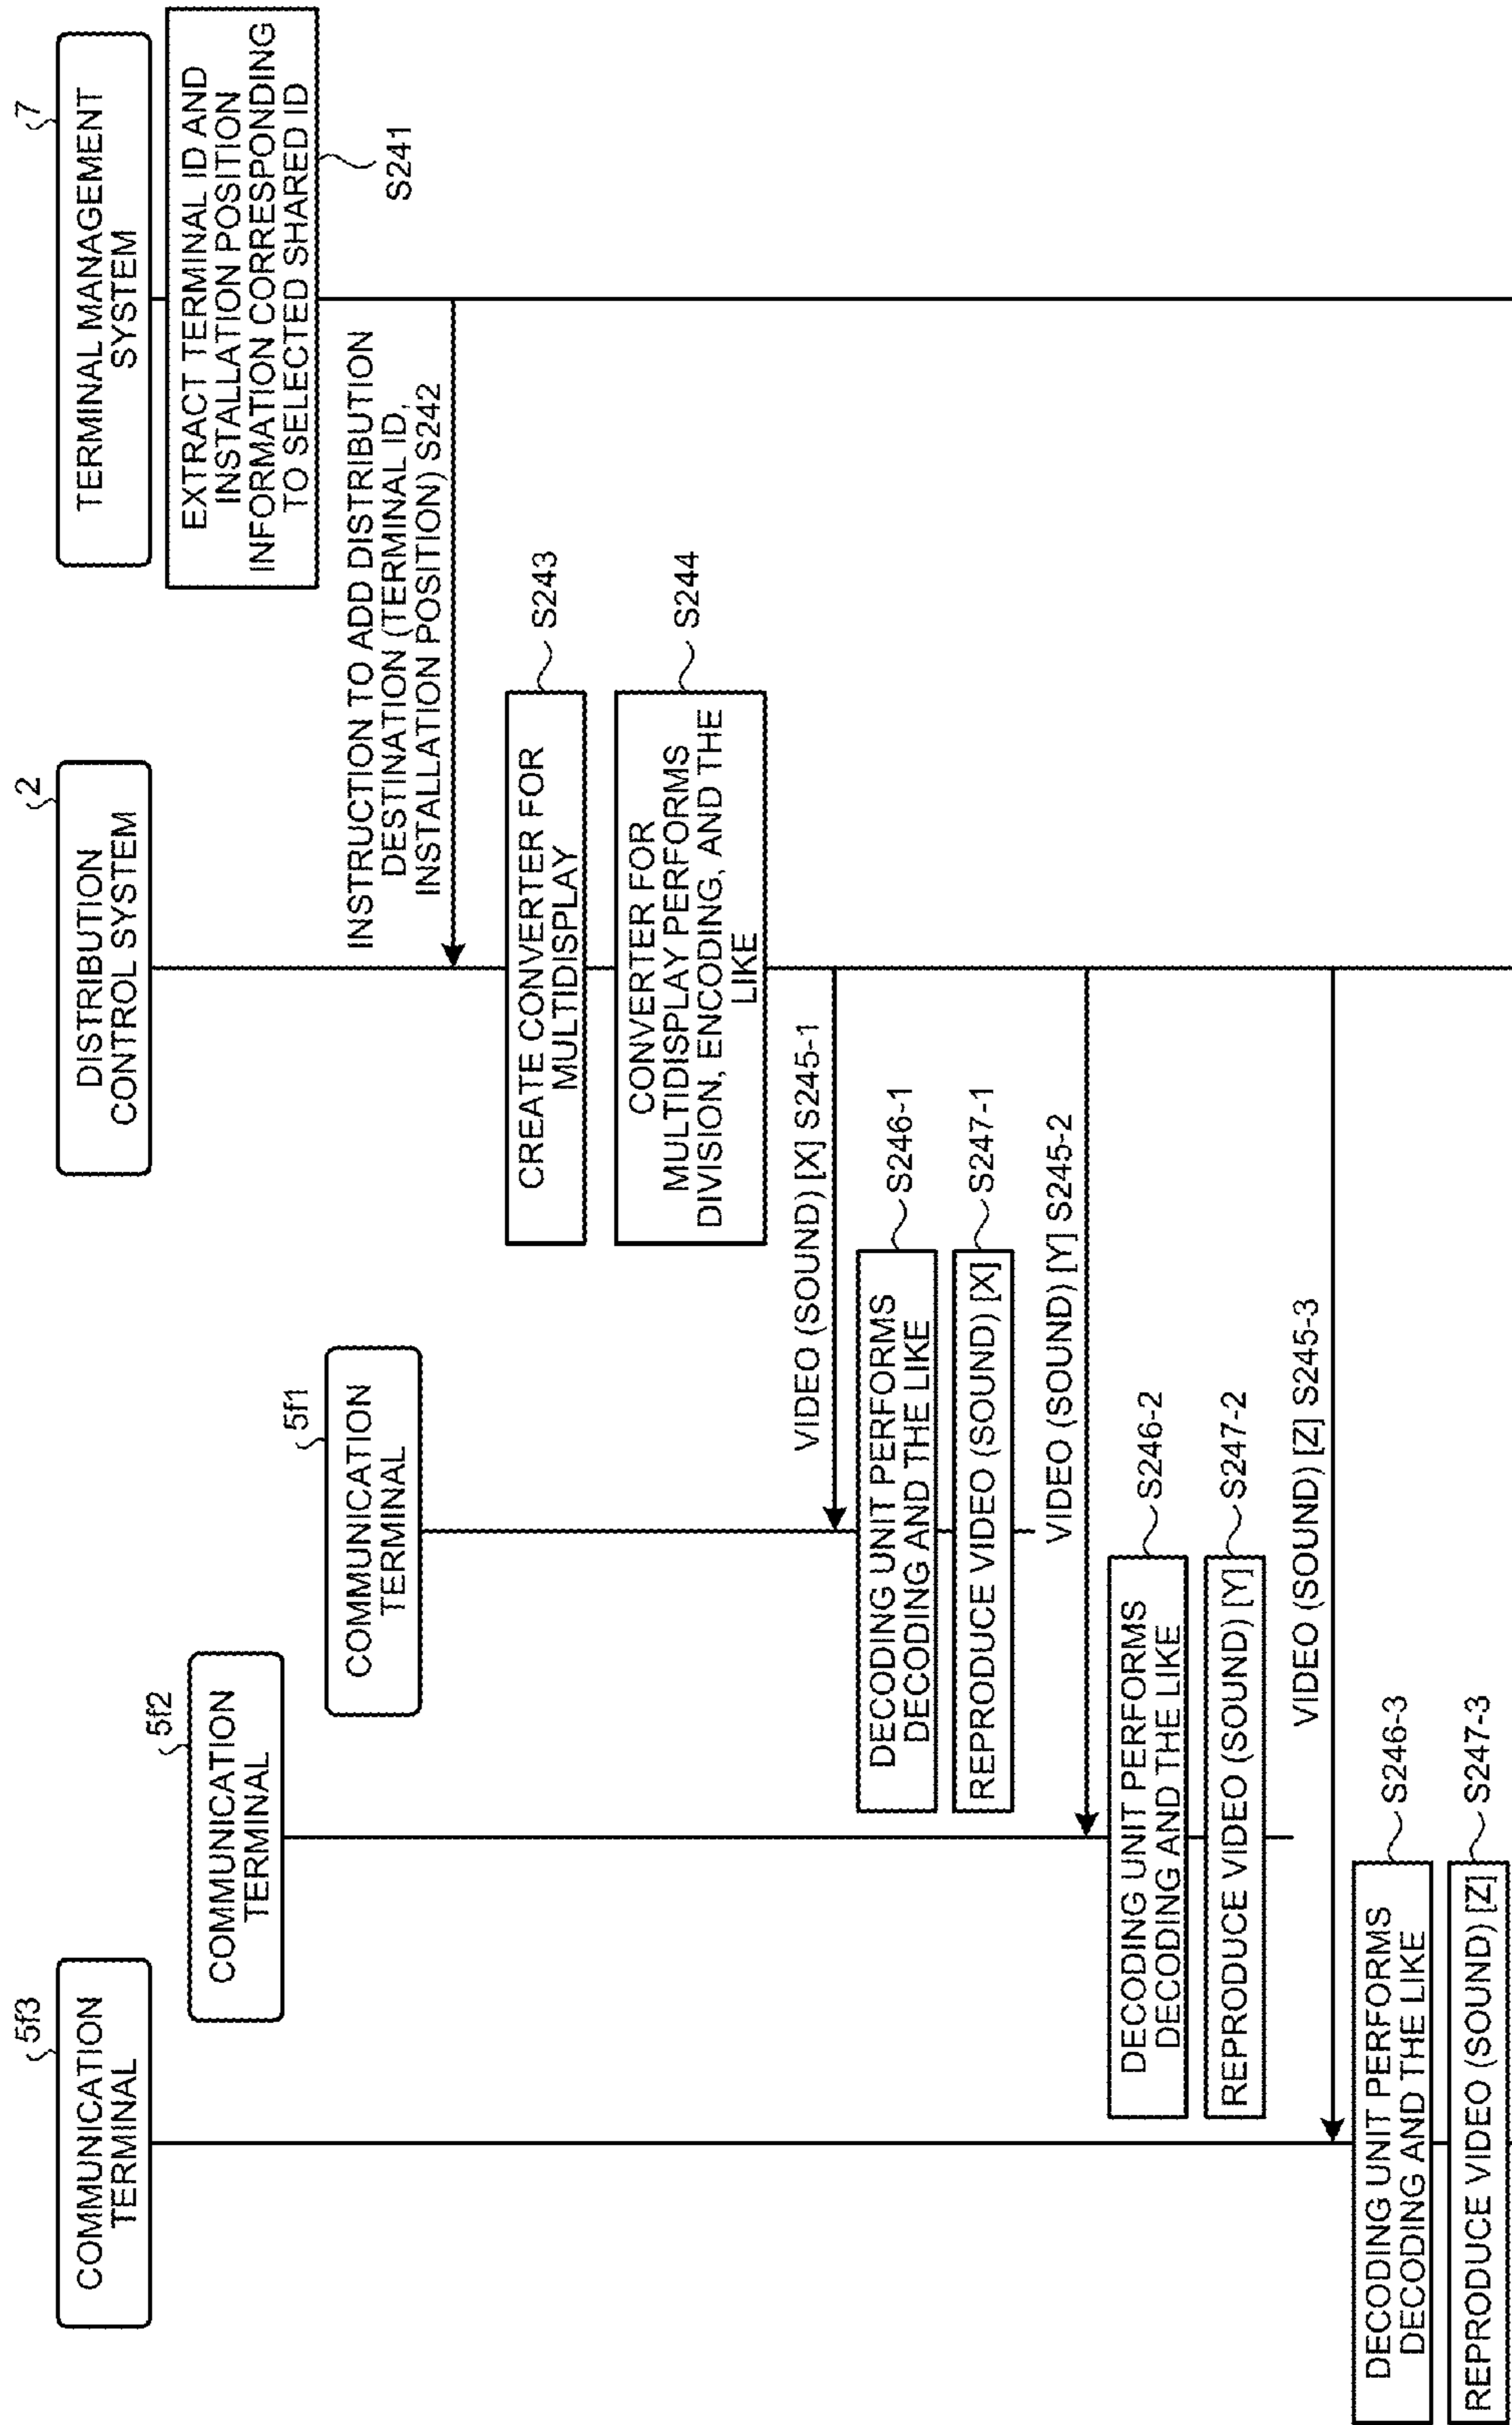 5f3
COMMUNICATION
TERMINAL
5f2
COMMUNICATION
TERMINAL
5f1
COMMUNICATION
TERMINAL
2
DISTRIBUTION
CONTROL SYSTEM
7
TERMINAL MANAGEMENT
SYSTEM
EXTRACT TERMINAL ID AND
INSTALLATION POSITION
INFORMATION CORRESPONDING
TO SELECTED SHARED ID
S241
INSTRUCTION TO ADD DISTRIBUTION
DESTINATION (TERMINAL ID,
INSTALLATION POSITION) S242
CREATE CONVERTER FOR
MULTIDISPLAY
S243
CONVERTER FOR
MULTIDISPLAY PERFORMS
DIVISION, ENCODING, AND THE
LIKE
S244
VIDEO (SOUND) [X] S245-1
DECODING UNIT PERFORMS
DECODING AND THE LIKE
S246-1
REPRODUCE VIDEO (SOUND) [X]
S247-1
VIDEO (SOUND) [Y] S245-2
DECODING UNIT PERFORMS
DECODING AND THE LIKE
S246-2
REPRODUCE VIDEO (SOUND) [Y]
S247-2
VIDEO (SOUND) [Z] S245-3
DECODING UNIT PERFORMS
DECODING AND THE LIKE
S246-3
REPRODUCE VIDEO (SOUND) [Z]
S247-3